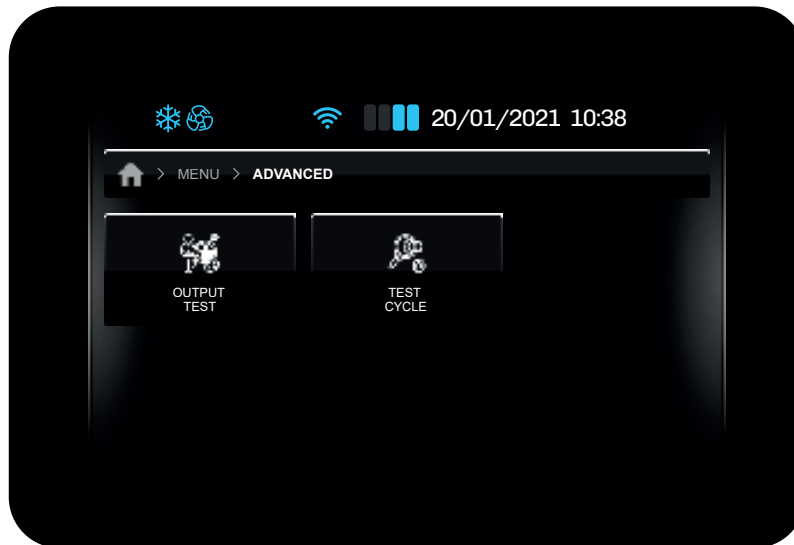 20/01/2021 10:38
> MENU > ADVANCED
OUTPUT
TEST
TEST
CYCLE